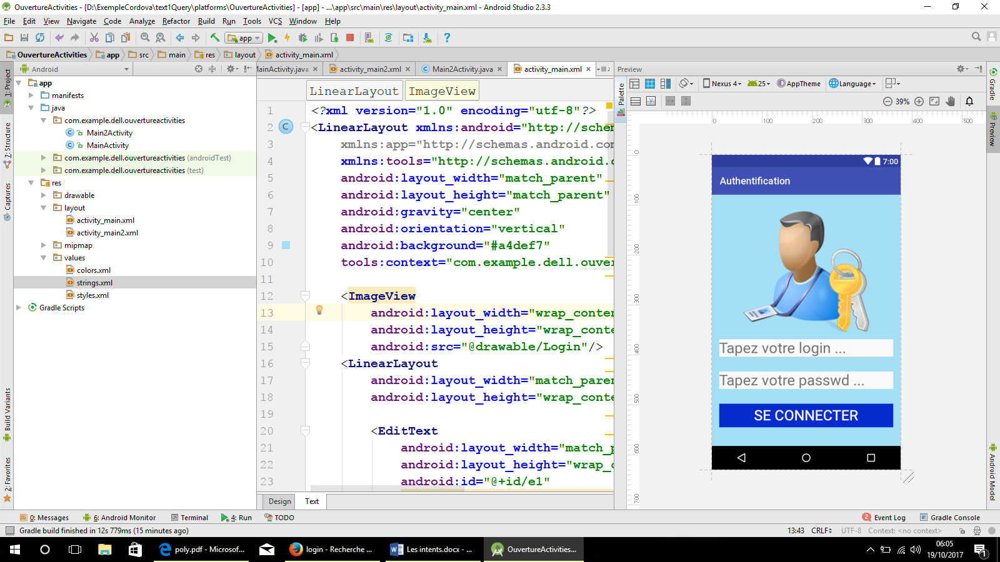 OuvertureActivities - [D:\ExempleCordova\text1Query\platforms\OuvertureActivities] - [app] - ...\app\src\main\res\layout\activity_main.xml - Android Studio 2.3.3
File Edit View Navigate Code Analyze Refactor Build Run Tools VCS Window Help
app
OuvertureActivities app src main res layout activity_main.xml
Android
MainActivity.java activity_main2.xml Main2Activity.java activity_main.xml 2
Preview
1: Project
7: Structure
Captures
Build Variants
2: Favorites
app
manifests
java
com.example.dell.ouvertureactivities
Main2Activity
MainActivity
com.example.dell.ouvertureactivities (androidTest)
com.example.dell.ouvertureactivities (test)
res
drawable
layout
activity_main.xml
activity_main2.xml
mipmap
values
colors.xml
strings.xml
styles.xml
Gradle Scripts
LinearLayout ImageView
1 <?xml version="1.0" encoding="utf-8"?>
2 <LinearLayout xmlns:android="http://schem
3 xmlns:app="http://schemas.android.com
4 xmlns:tools="http://schemas.android.c
5 android:layout_width="match_parent"
6 android:layout_height="match_parent"
7 android:gravity="center"
8 android:orientation="vertical"
9 android:background="#a4def7"
10 tools:context="com.example.dell.ouver
11
12 <ImageView
13 android:layout_width="wrap_conten
14 android:layout_height="wrap_conte
15 android:src="@drawable/Login"/>
16 <LinearLayout
17 android:layout_width="match_paren
18 android:layout_height="wrap_conte
19
20 <EditText
21 android:layout_width="match_p
22 android:layout_height="wrap_c
23 android:id="@+id/e1"
Design Text
Palette
Nexus 4 25 AppTheme Language
39%
0 100 200 300 400 500
0
100
200
300
400
500
600
700
7:00
Authentification
Tapez votre login ...
Tapez votre passwd ...
SE CONNECTER
Gradle
Preview
Android Model
0: Messages 6: Android Monitor Terminal 4: Run TODO
2 Event Log Gradle Console
Gradle build finished in 12s 779ms (15 minutes ago)
13:43 CRLF UTF-8 Context: <no context>
poly.pdf - Microsof... login - Recherche ... Les intents.docx - ... OuvertureActivities...
06:05
19/10/2017
1